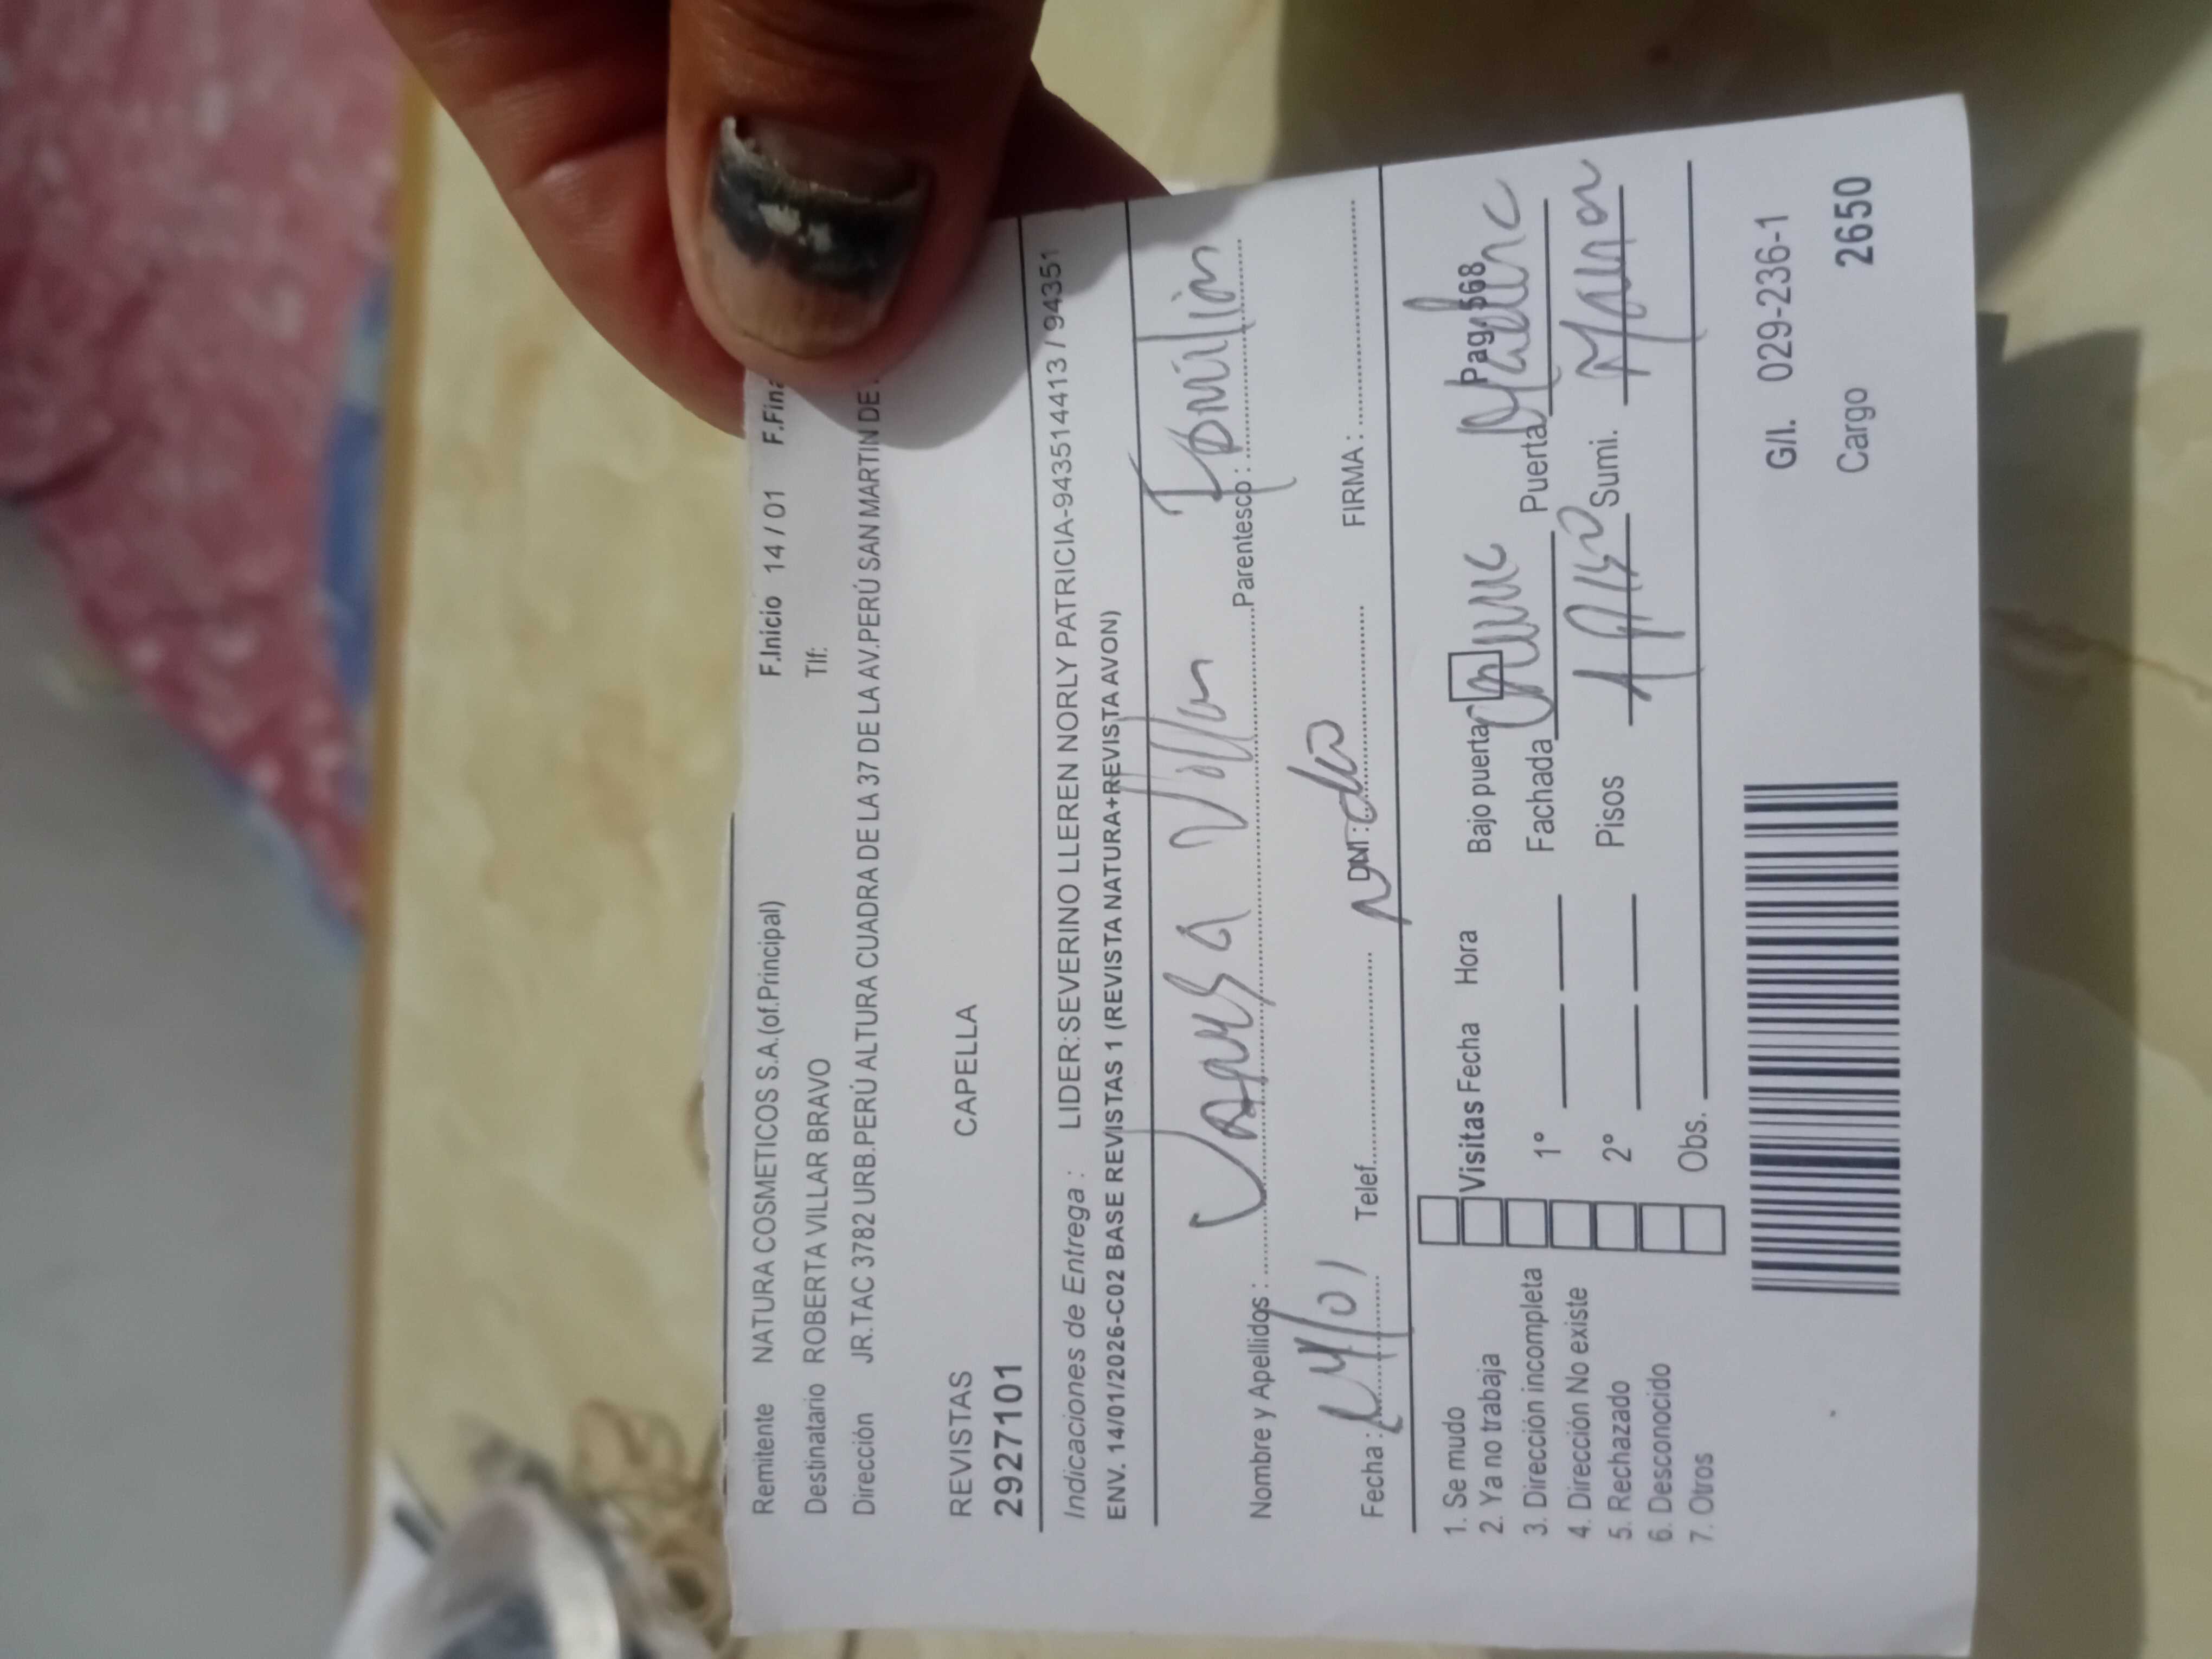 Remitente NATURA COSMETICOS S.A.(of.Principal) F.Inicio 14 / 01 F.Fina
Destinatario ROBERTA VILLAR BRAVO Tlf:
Dirección JR.TAC 3782 URB.PERÚ ALTURA CUADRA DE LA 37 DE LA AV.PERÚ SAN MARTIN DE
REVISTAS CAPELLA
2927101
Indicaciones de Entrega : LIDER:SEVERINO LLEREN NORLY PATRICIA-943514413 / 94351
ENV. 14/01/2026-C02 BASE REVISTAS 1 (REVISTA NATURA+REVISTA AVON)
Nombre y Apellidos : Parentesco :
Fecha : Telef. DNI : FIRMA :
1. Se mudo
2. Ya no trabaja
3. Dirección incompleta
4. Dirección No existe
5. Rechazado
6. Desconocido
7. Otros
Visitas Fecha Hora
1°
2°
Obs.
Bajo puerta Pag. 568
Fachada Puerta
Pisos 1 Piso Sumi.
G/I. 029-236-1
Cargo 2650